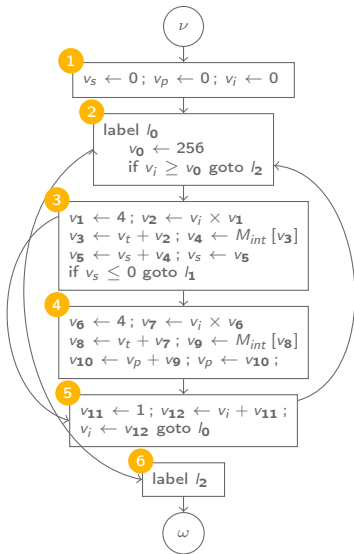 ν
1
v_s ← 0 ; v_p ← 0 ; v_i ← 0
2
label l_0
v_0 ← 256
if v_i ≥ v_0 goto l_2
3
v_1 ← 4 ; v_2 ← v_i × v_1
v_3 ← v_t + v_2 ; v_4 ← M_int [v_3]
v_5 ← v_s + v_4 ; v_s ← v_5
if v_s ≤ 0 goto l_1
4
v_6 ← 4 ; v_7 ← v_i × v_6
v_8 ← v_t + v_7 ; v_9 ← M_int [v_8]
v_10 ← v_p + v_9 ; v_p ← v_10 ;
5
v_11 ← 1 ; v_12 ← v_i + v_11 ;
v_i ← v_12 goto l_0
6
label l_2
ω